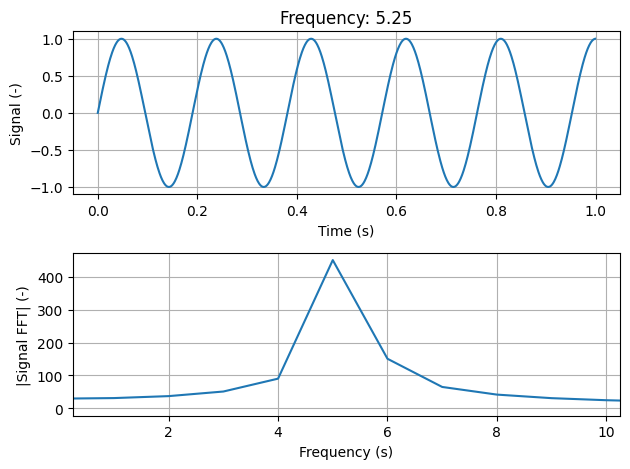 Frequency: 5.25
1.0
0.5
0.0
−0.5
−1.0
Signal (-)
0.0 0.2 0.4 0.6 0.8 1.0
Time (s)
400
300
200
100
0
|Signal FFT| (-)
2 4 6 8 10
Frequency (s)